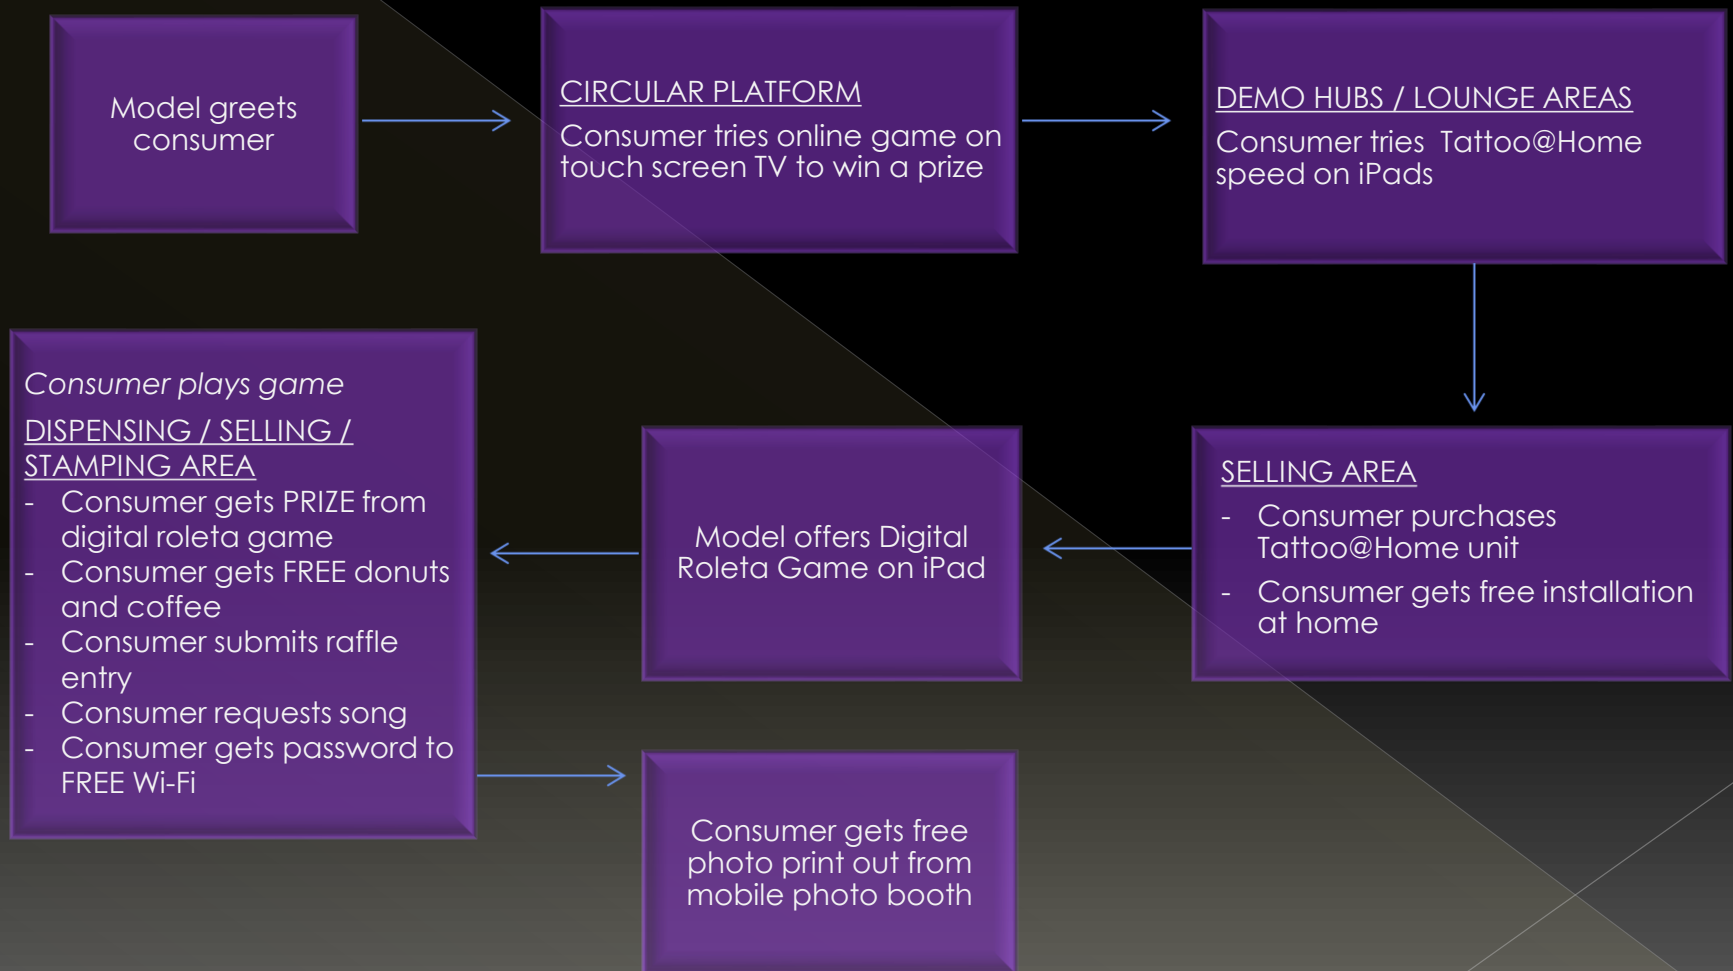 Model greets
consumer
CIRCULAR PLATFORM
Consumer tries online game on
touch screen TV to win a prize
DEMO HUBS / LOUNGE AREAS
Consumer tries  Tattoo@Home
speed on iPads
SELLING AREA
- Consumer purchases
Tattoo@Home unit
- Consumer gets free installation
at home
Model offers Digital
Roleta Game on iPad
Consumer plays game
DISPENSING / SELLING /
STAMPING AREA
- Consumer gets PRIZE from
digital roleta game
- Consumer gets FREE donuts
and coffee
- Consumer submits raffle
entry
- Consumer requests song
- Consumer gets password to
FREE Wi-Fi
Consumer gets free
photo print out from
mobile photo booth